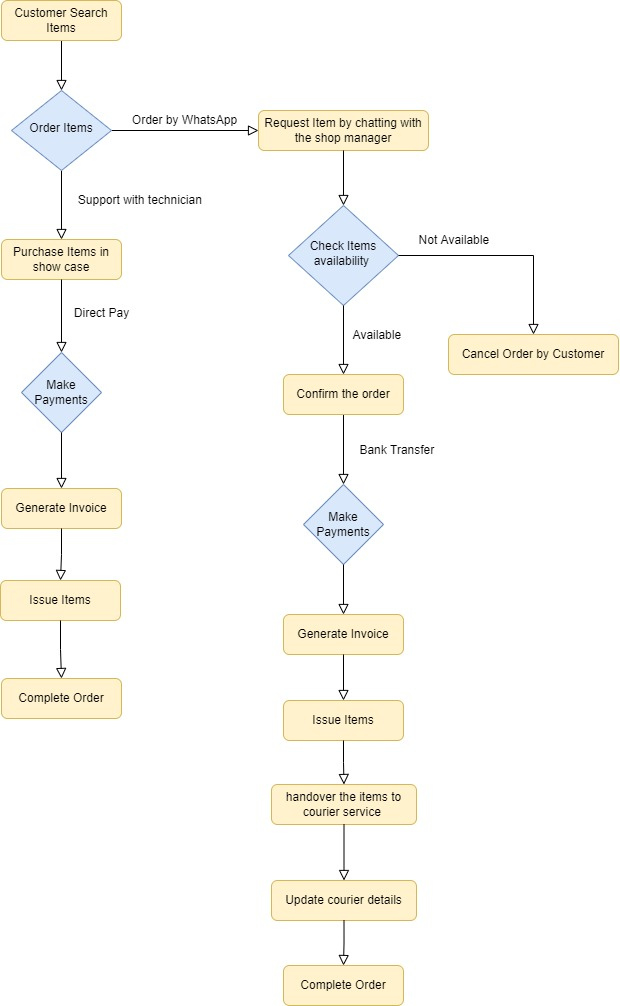 Customer Search
Items
Order Items
Order by WhatsApp
Request Item by chatting with
the shop manager
Support with technician
Purchase Items in
show case
Direct Pay
Make
Payments
Generate Invoice
Issue Items
Complete Order
Check Items
availability
Not Available
Cancel Order by Customer
Available
Confirm the order
Bank Transfer
Make
Payments
Generate Invoice
Issue Items
handover the items to
courier service
Update courier details
Complete Order